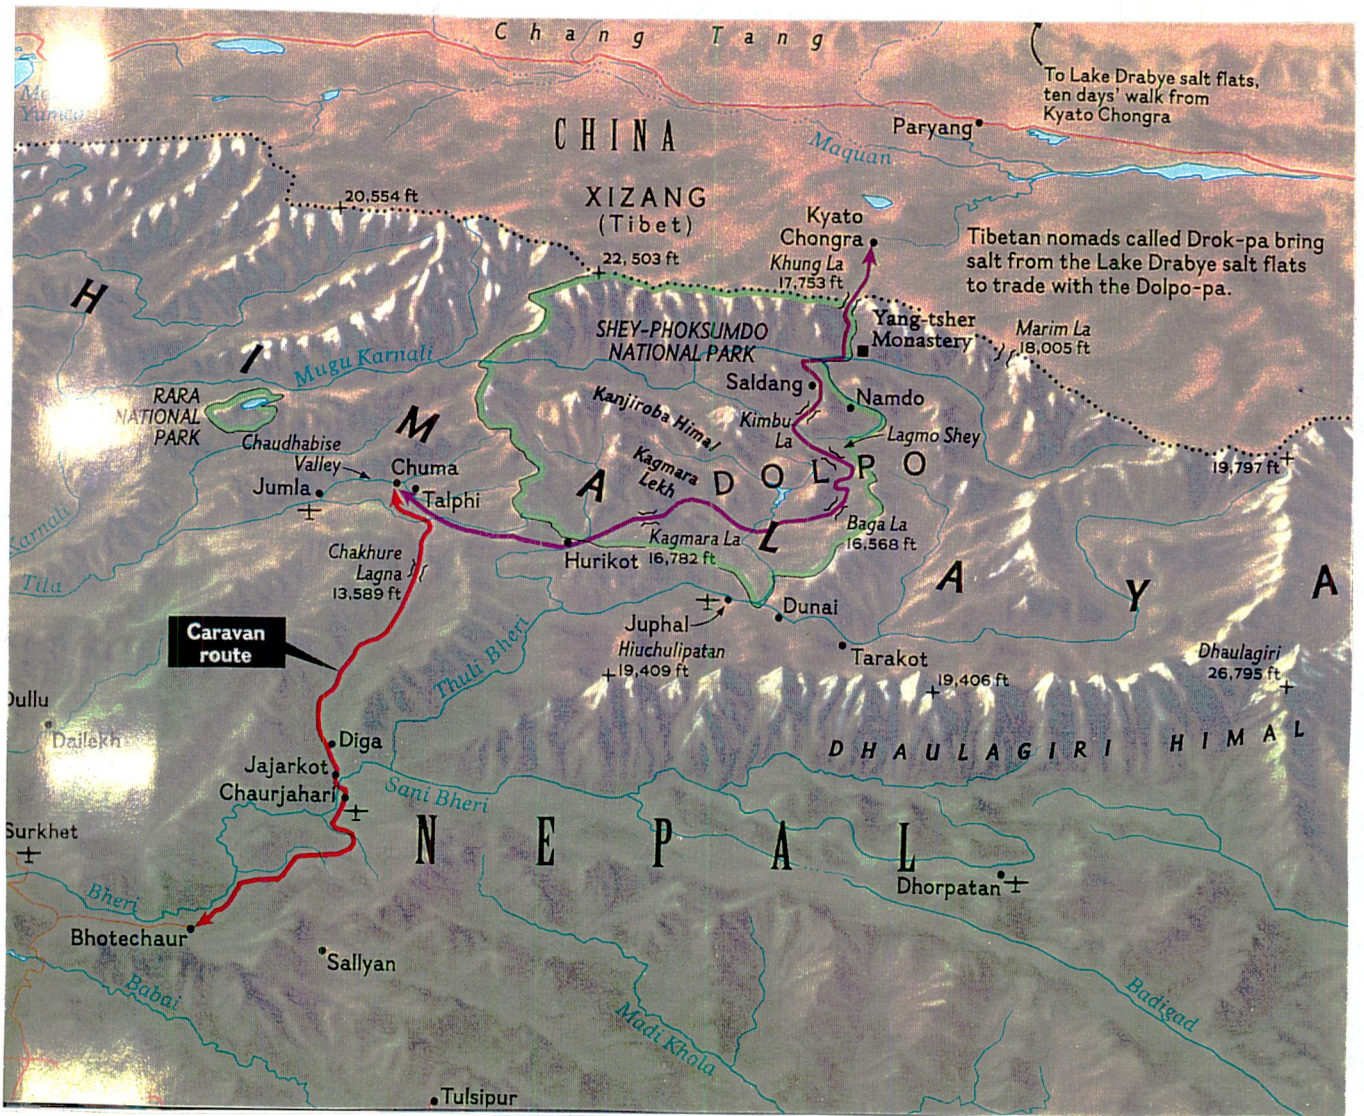 Chang Tang
To Lake Drabye salt flats,
ten days' walk from
Kyato Chongra
CHINA
Paryang
Maquan
XIZANG
(Tibet)
20,554 ft
Kyato
Chongra
Tibetan nomads called Drok-pa bring
salt from the Lake Drabye salt flats
to trade with the Dolpo-pa.
22,503 ft
Khung La
17,753 ft
HIMALAYA
SHEY-PHOKSUMDO
NATIONAL PARK
Yang-tsher
Monastery
Marim La
18,005 ft
Mugu Karnali
Saldang
Namdo
RARA
NATIONAL
PARK
Kanjiroba Himal
Kimbu
La
Lagmo Shey
Chaudhabise
Valley
Chuma
Kagmara
Lekh
DOLPO
19,797 ft
Jumla
Talphi
Karnali
Baga La
16,568 ft
Kagmara La
16,782 ft
Hurikot
Chakhure
Lagna
13,589 ft
Tila
Juphal
Dunai
Caravan
route
Thuli Bheri
Hiuchulipatan
19,409 ft
Tarakot
19,406 ft
Dhaulagiri
26,795 ft
Dullu
Dailekh
Diga
DHAULAGIRI HIMAL
Jajarkot
Chaurjahari
Sani Bheri
NEPAL
Surkhet
Dhorpatan
Bheri
Bhotechaur
Sallyan
Babai
Madi Khola
Badigad
Tulsipur